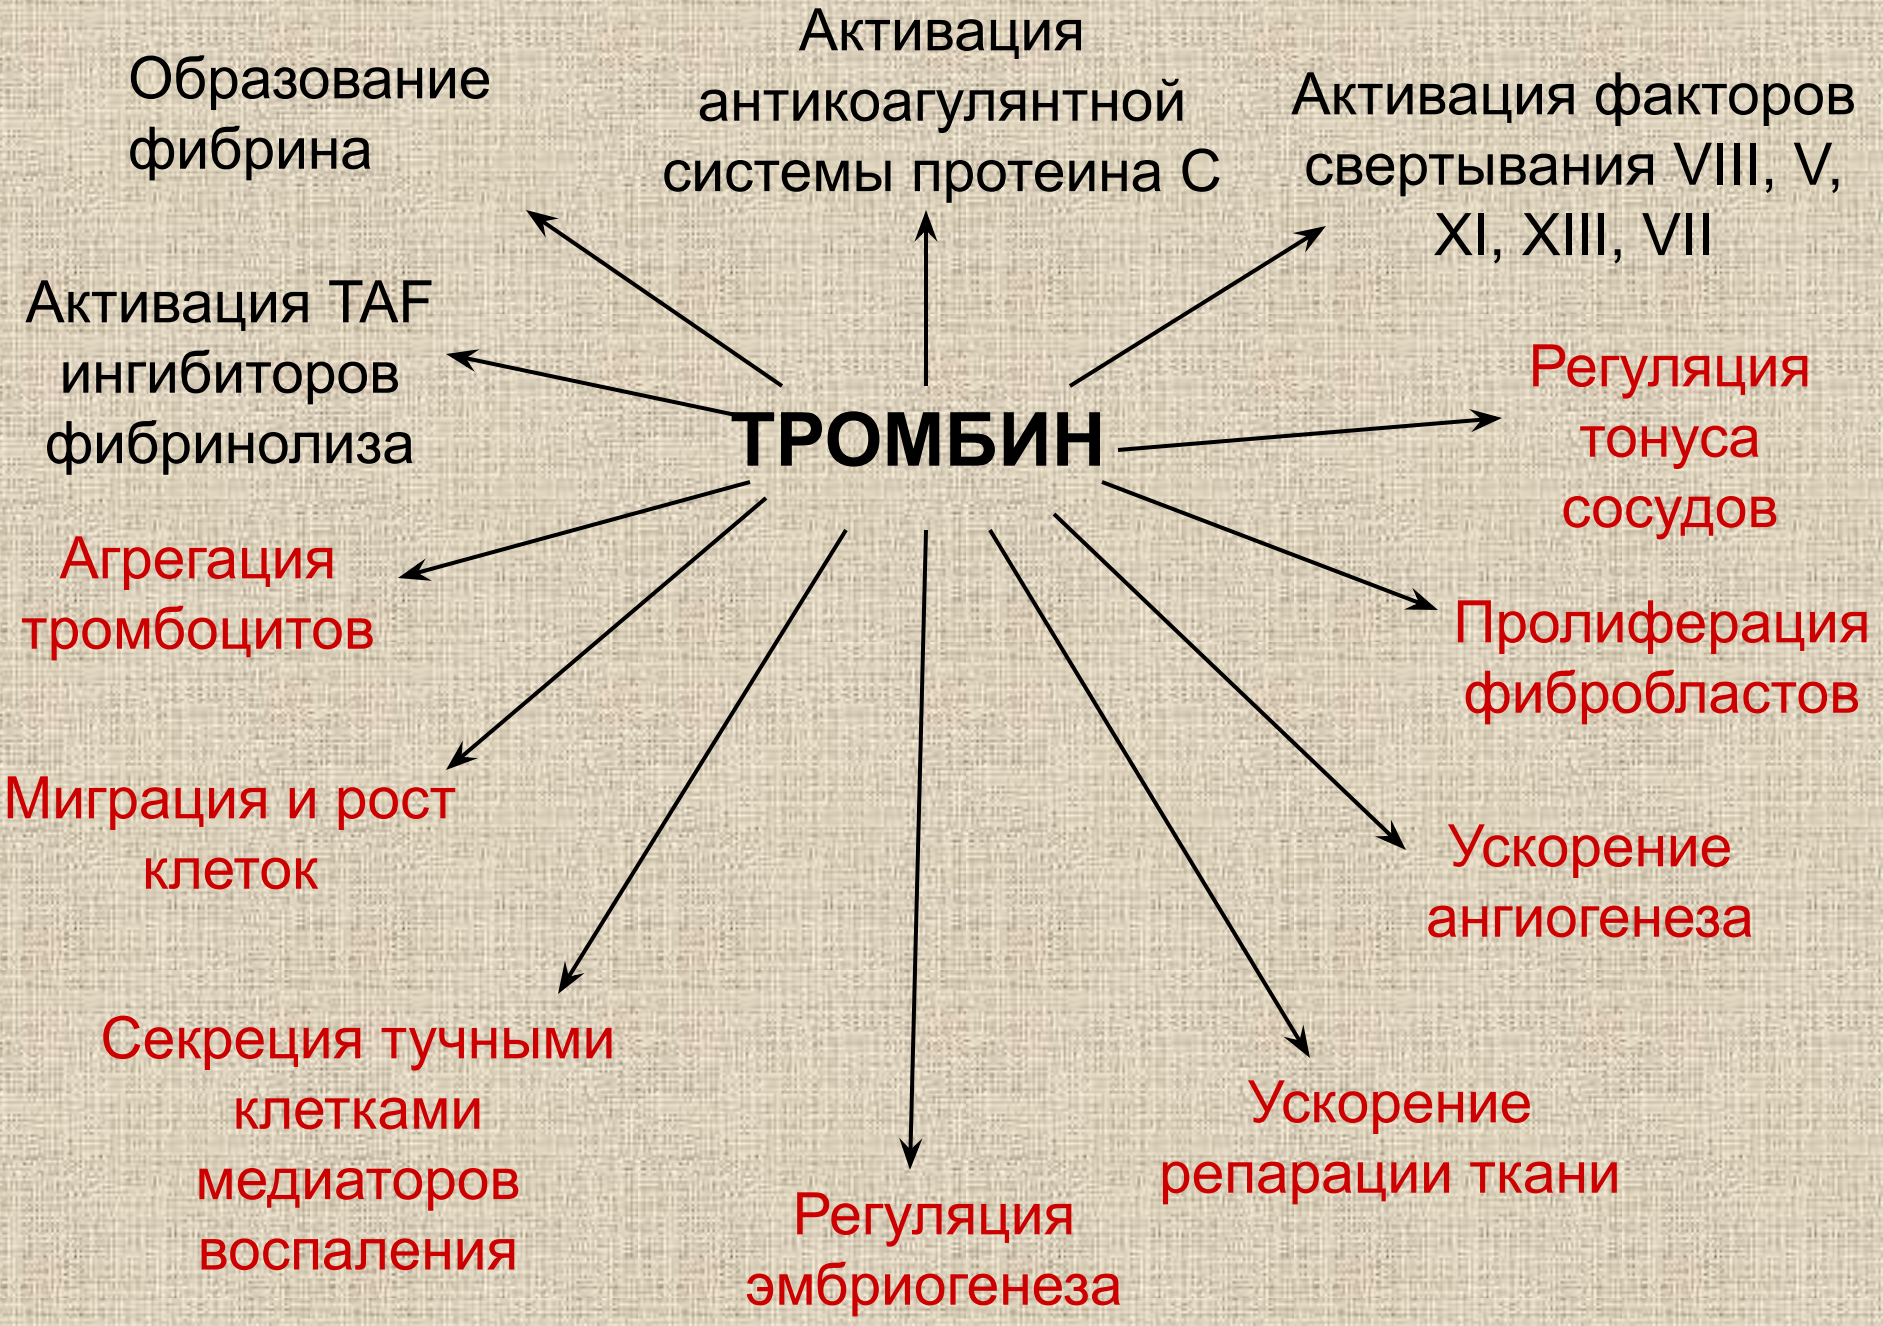 Образование
фибрина
Активация
антикоагулянтной
системы протеина С
Активация факторов
свертывания VIII, V,
XI, XIII, VII
Активация TAF
ингибиторов
фибринолиза
ТРОМБИН
Регуляция
тонуса
сосудов
Агрегация
тромбоцитов
Пролиферация
фибробластов
Миграция и рост
клеток
Ускорение
ангиогенеза
Секреция тучными
клетками
медиаторов
воспаления
Регуляция
эмбриогенеза
Ускорение
репарации ткани